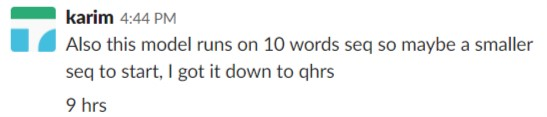 karim 4:44 PM
Also this model runs on 10 words seq so maybe a smaller
seq to start, I got it down to qhrs
9 hrs